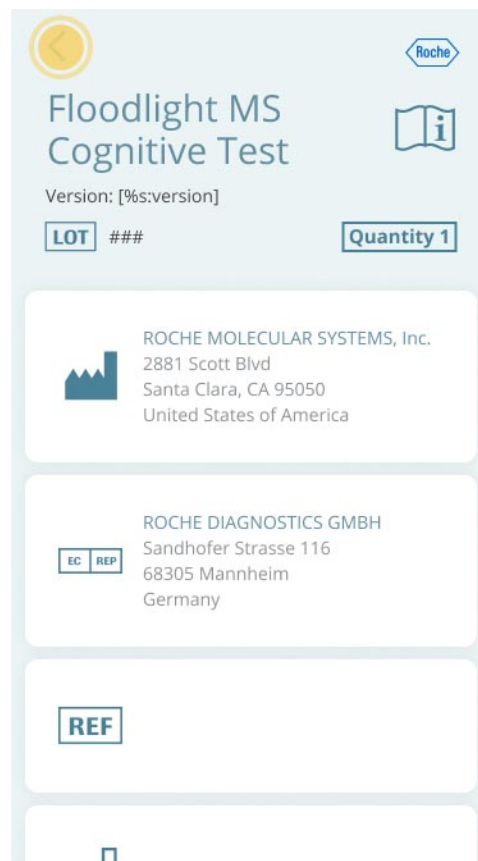 Roche
Floodlight MS
Cognitive Test
i
Version: [%s:version]
LOT ###
Quantity 1
ROCHE MOLECULAR SYSTEMS, Inc.
2881 Scott Blvd
Santa Clara, CA 95050
United States of America
EC REP
ROCHE DIAGNOSTICS GMBH
Sandhofer Strasse 116
68305 Mannheim
Germany
REF